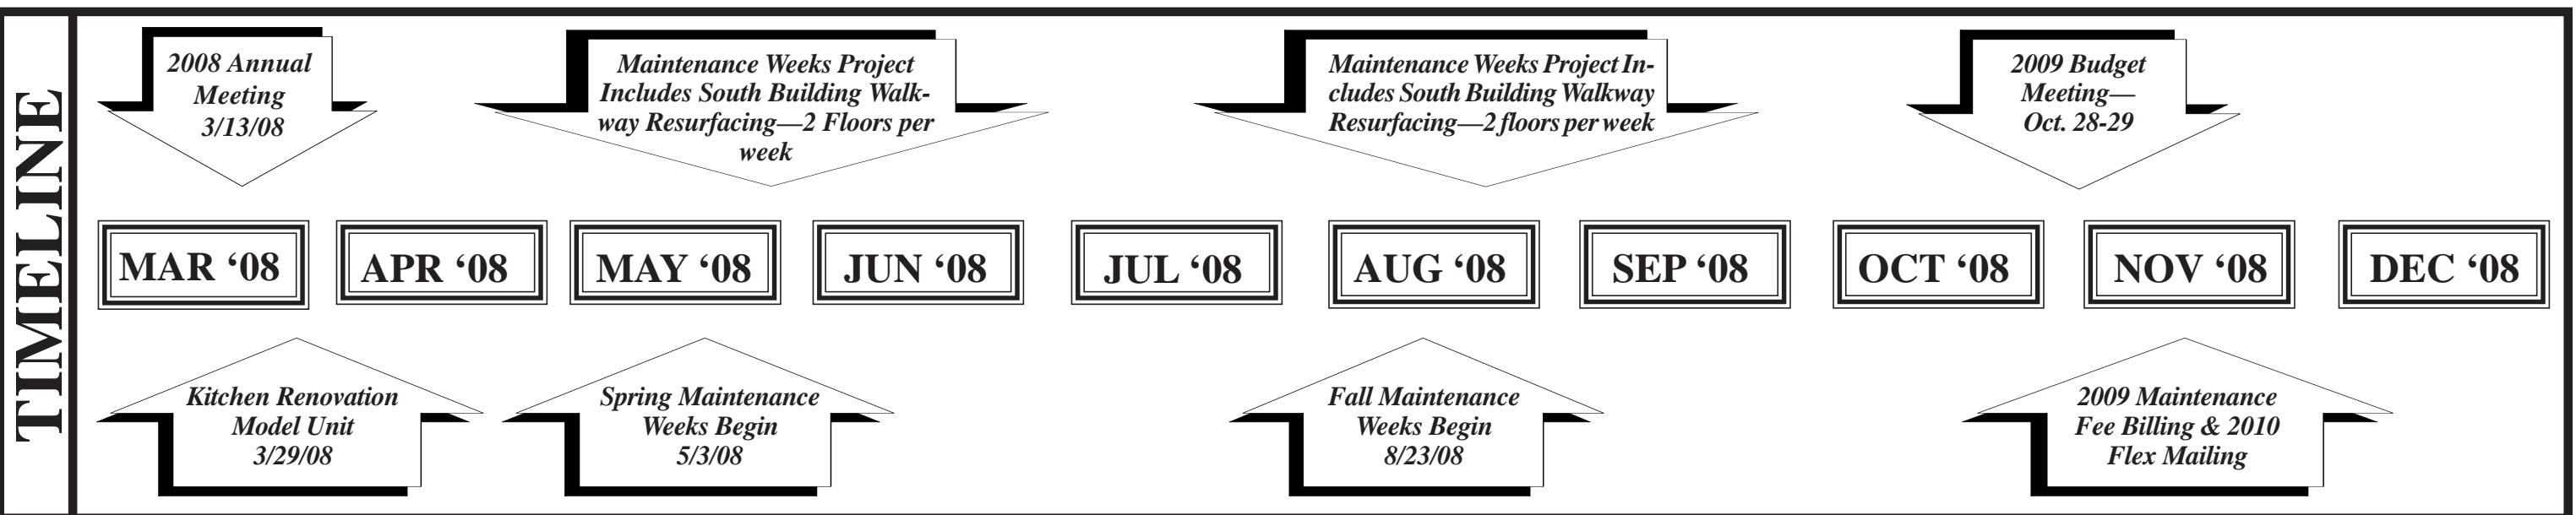 TIMELINE
2008 Annual
Meeting
3/13/08
Maintenance Weeks Project
Includes South Building Walk-
way Resurfacing—2 Floors per
week
Maintenance Weeks Project In-
cludes South Building Walkway
Resurfacing—2 floors per week
2009 Budget
Meeting—
Oct. 28-29
MAR ‘08
APR ‘08
MAY ‘08
JUN ‘08
JUL ‘08
AUG ‘08
SEP ‘08
OCT ‘08
NOV ‘08
DEC ‘08
Kitchen Renovation
Model Unit
3/29/08
Spring Maintenance
Weeks Begin
5/3/08
Fall Maintenance
Weeks Begin
8/23/08
2009 Maintenance
Fee Billing & 2010
Flex Mailing